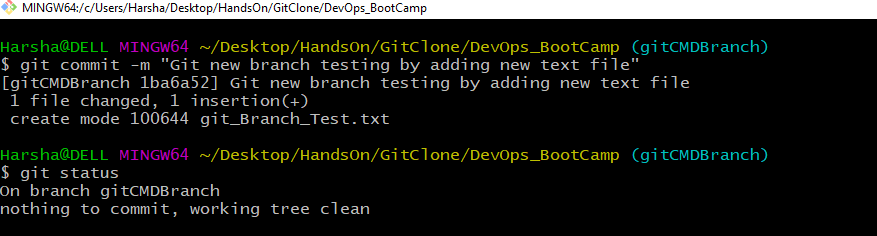 MINGW64:/c/Users/Harsha/Desktop/HandsOn/GitClone/DevOps_BootCamp
Harsha@DELL MINGW64 ~/Desktop/HandsOn/GitClone/DevOps_BootCamp (gitCMDBranch)
$ git commit -m "Git new branch testing by adding new text file"
[gitCMDBranch 1ba6a52] Git new branch testing by adding new text file
 1 file changed, 1 insertion(+)
 create mode 100644 git_Branch_Test.txt
Harsha@DELL MINGW64 ~/Desktop/HandsOn/GitClone/DevOps_BootCamp (gitCMDBranch)
$ git status
On branch gitCMDBranch
nothing to commit, working tree clean